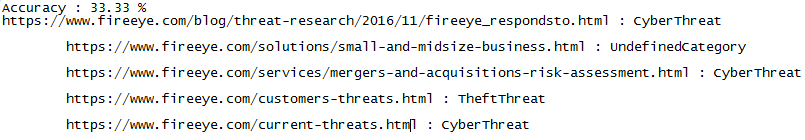 Accuracy : 33.33 %
https://www.fireeye.com/blog/threat-research/2016/11/fireeye_respondsto.html : CyberThreat
https://www.fireeye.com/solutions/small-and-midsize-business.html : UndefinedCategory
https://www.fireeye.com/services/mergers-and-acquisitions-risk-assessment.html : CyberThreat
https://www.fireeye.com/customers-threats.html : TheftThreat
https://www.fireeye.com/current-threats.html : CyberThreat